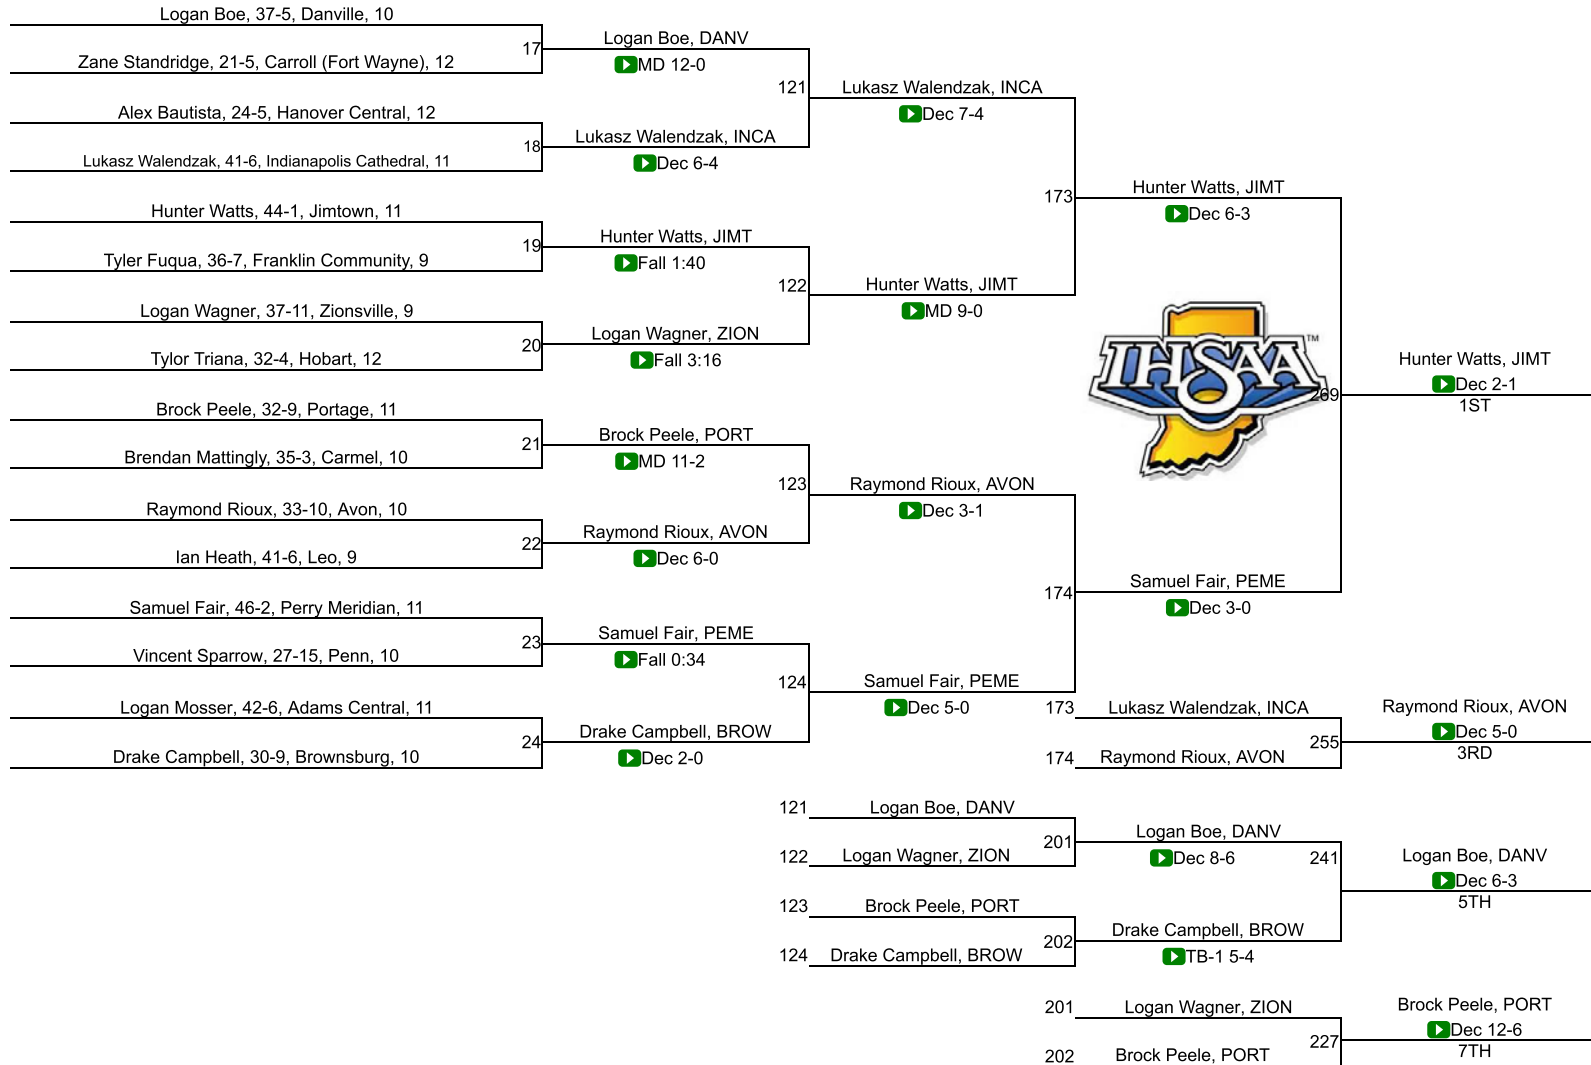 Logan Boe, 37-5, Danville, 10
17
Zane Standridge, 21-5, Carroll (Fort Wayne), 12
Logan Boe, DANV
MD 12-0
121
Alex Bautista, 24-5, Hanover Central, 12
18
Lukasz Walendzak, 41-6, Indianapolis Cathedral, 11
Lukasz Walendzak, INCA
Dec 6-4
Lukasz Walendzak, INCA
Dec 7-4
173
Hunter Watts, 44-1, Jimtown, 11
19
Tyler Fuqua, 36-7, Franklin Community, 9
Hunter Watts, JIMT
Fall 1:40
122
Logan Wagner, 37-11, Zionsville, 9
20
Tylor Triana, 32-4, Hobart, 12
Logan Wagner, ZION
Fall 3:16
Hunter Watts, JIMT
MD 9-0
Hunter Watts, JIMT
Dec 6-3
IHSAA
TM
269
Hunter Watts, JIMT
Dec 2-1
1ST
Brock Peele, 32-9, Portage, 11
21
Brendan Mattingly, 35-3, Carmel, 10
Brock Peele, PORT
MD 11-2
123
Raymond Rioux, 33-10, Avon, 10
22
Ian Heath, 41-6, Leo, 9
Raymond Rioux, AVON
Dec 6-0
Raymond Rioux, AVON
Dec 3-1
174
Samuel Fair, 46-2, Perry Meridian, 11
23
Vincent Sparrow, 27-15, Penn, 10
Samuel Fair, PEME
Fall 0:34
124
Logan Mosser, 42-6, Adams Central, 11
24
Drake Campbell, 30-9, Brownsburg, 10
Drake Campbell, BROW
Dec 2-0
Samuel Fair, PEME
Dec 5-0
Samuel Fair, PEME
Dec 3-0
173
Lukasz Walendzak, INCA
255
174
Raymond Rioux, AVON
Raymond Rioux, AVON
Dec 5-0
3RD
121
Logan Boe, DANV
201
122
Logan Wagner, ZION
Logan Boe, DANV
Dec 8-6
241
123
Brock Peele, PORT
202
124
Drake Campbell, BROW
Drake Campbell, BROW
TB-1 5-4
Logan Boe, DANV
Dec 6-3
5TH
201
Logan Wagner, ZION
227
202
Brock Peele, PORT
Brock Peele, PORT
Dec 12-6
7TH